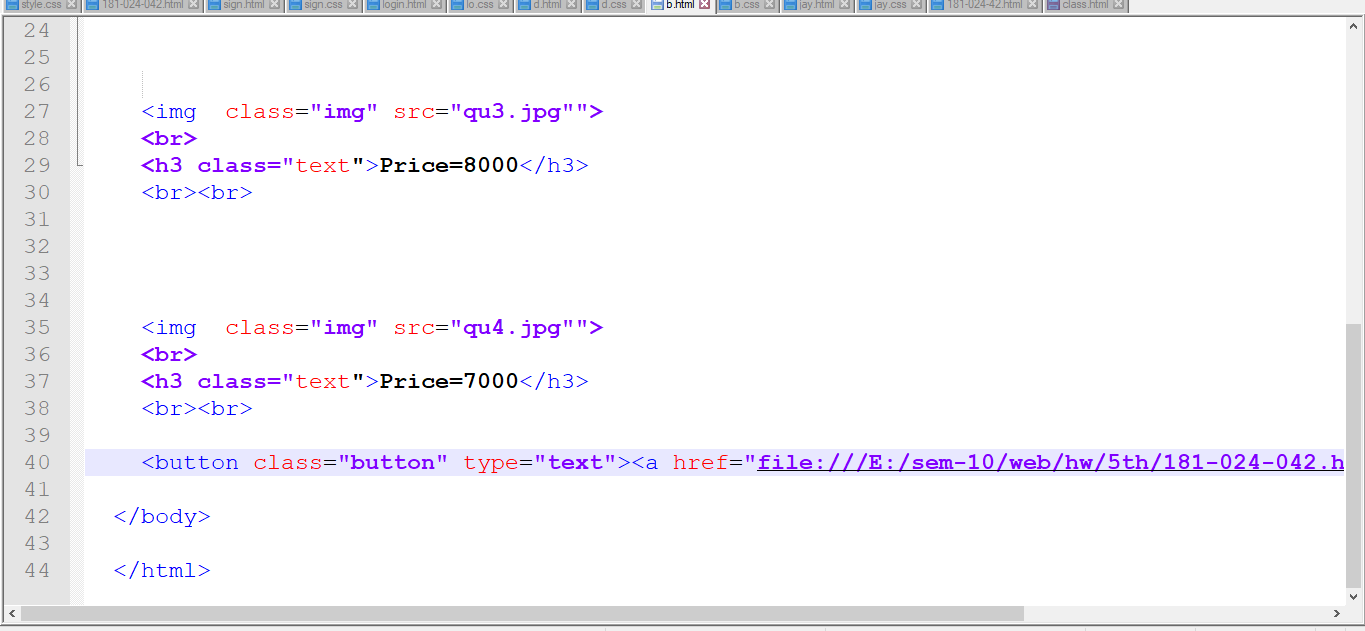 style.css 181-024-042.html sign.html sign.css login.html lo.css d.html d.css b.html b.css jay.html jay.css 181-024-42.html class.html
24
25
26
27 <img  class="img" src="qu3.jpg"">
28 <br>
29 <h3 class="text">Price=8000</h3>
30 <br><br>
31
32
33
34
35 <img  class="img" src="qu4.jpg"">
36 <br>
37 <h3 class="text">Price=7000</h3>
38 <br><br>
39
40 <button class="button" type="text"><a href="file:///E:/sem-10/web/hw/5th/181-024-042.h
41
42 </body>
43
44 </html>